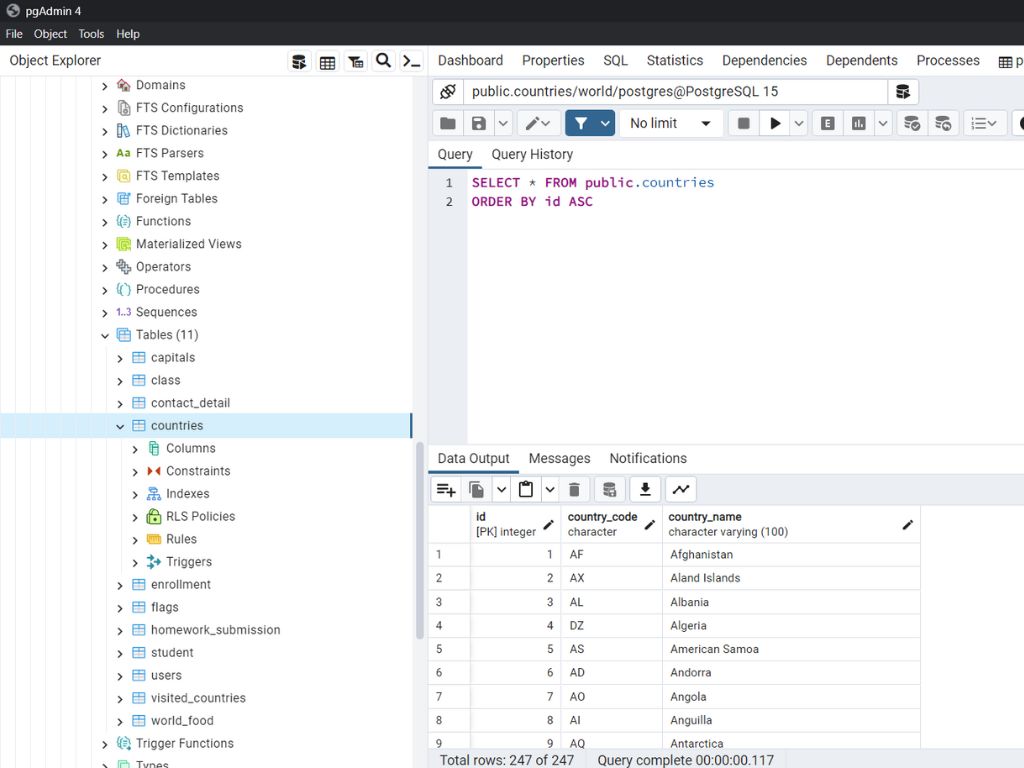 pgAdmin 4
File Object Tools Help
Object Explorer
Domains
FTS Configurations
FTS Dictionaries
Aa FTS Parsers
FTS Templates
Foreign Tables
Functions
Materialized Views
Operators
Procedures
1..3 Sequences
Tables (11)
capitals
class
contact_detail
countries
Columns
Constraints
Indexes
RLS Policies
Rules
Triggers
enrollment
flags
homework_submission
student
users
visited_countries
world_food
Trigger Functions
Types
Dashboard Properties SQL Statistics Dependencies Dependents Processes p
public.countries/world/postgres@PostgreSQL 15
No limit E
Query Query History
1 SELECT * FROM public.countries
2 ORDER BY id ASC
Data Output Messages Notifications
id country_code country_name
[PK] integer character character varying (100)
1 1 AF Afghanistan
2 2 AX Aland Islands
3 3 AL Albania
4 4 DZ Algeria
5 5 AS American Samoa
6 6 AD Andorra
7 7 AO Angola
8 8 AI Anguilla
9 9 AQ Antarctica
Total rows: 247 of 247 Query complete 00:00:00.117